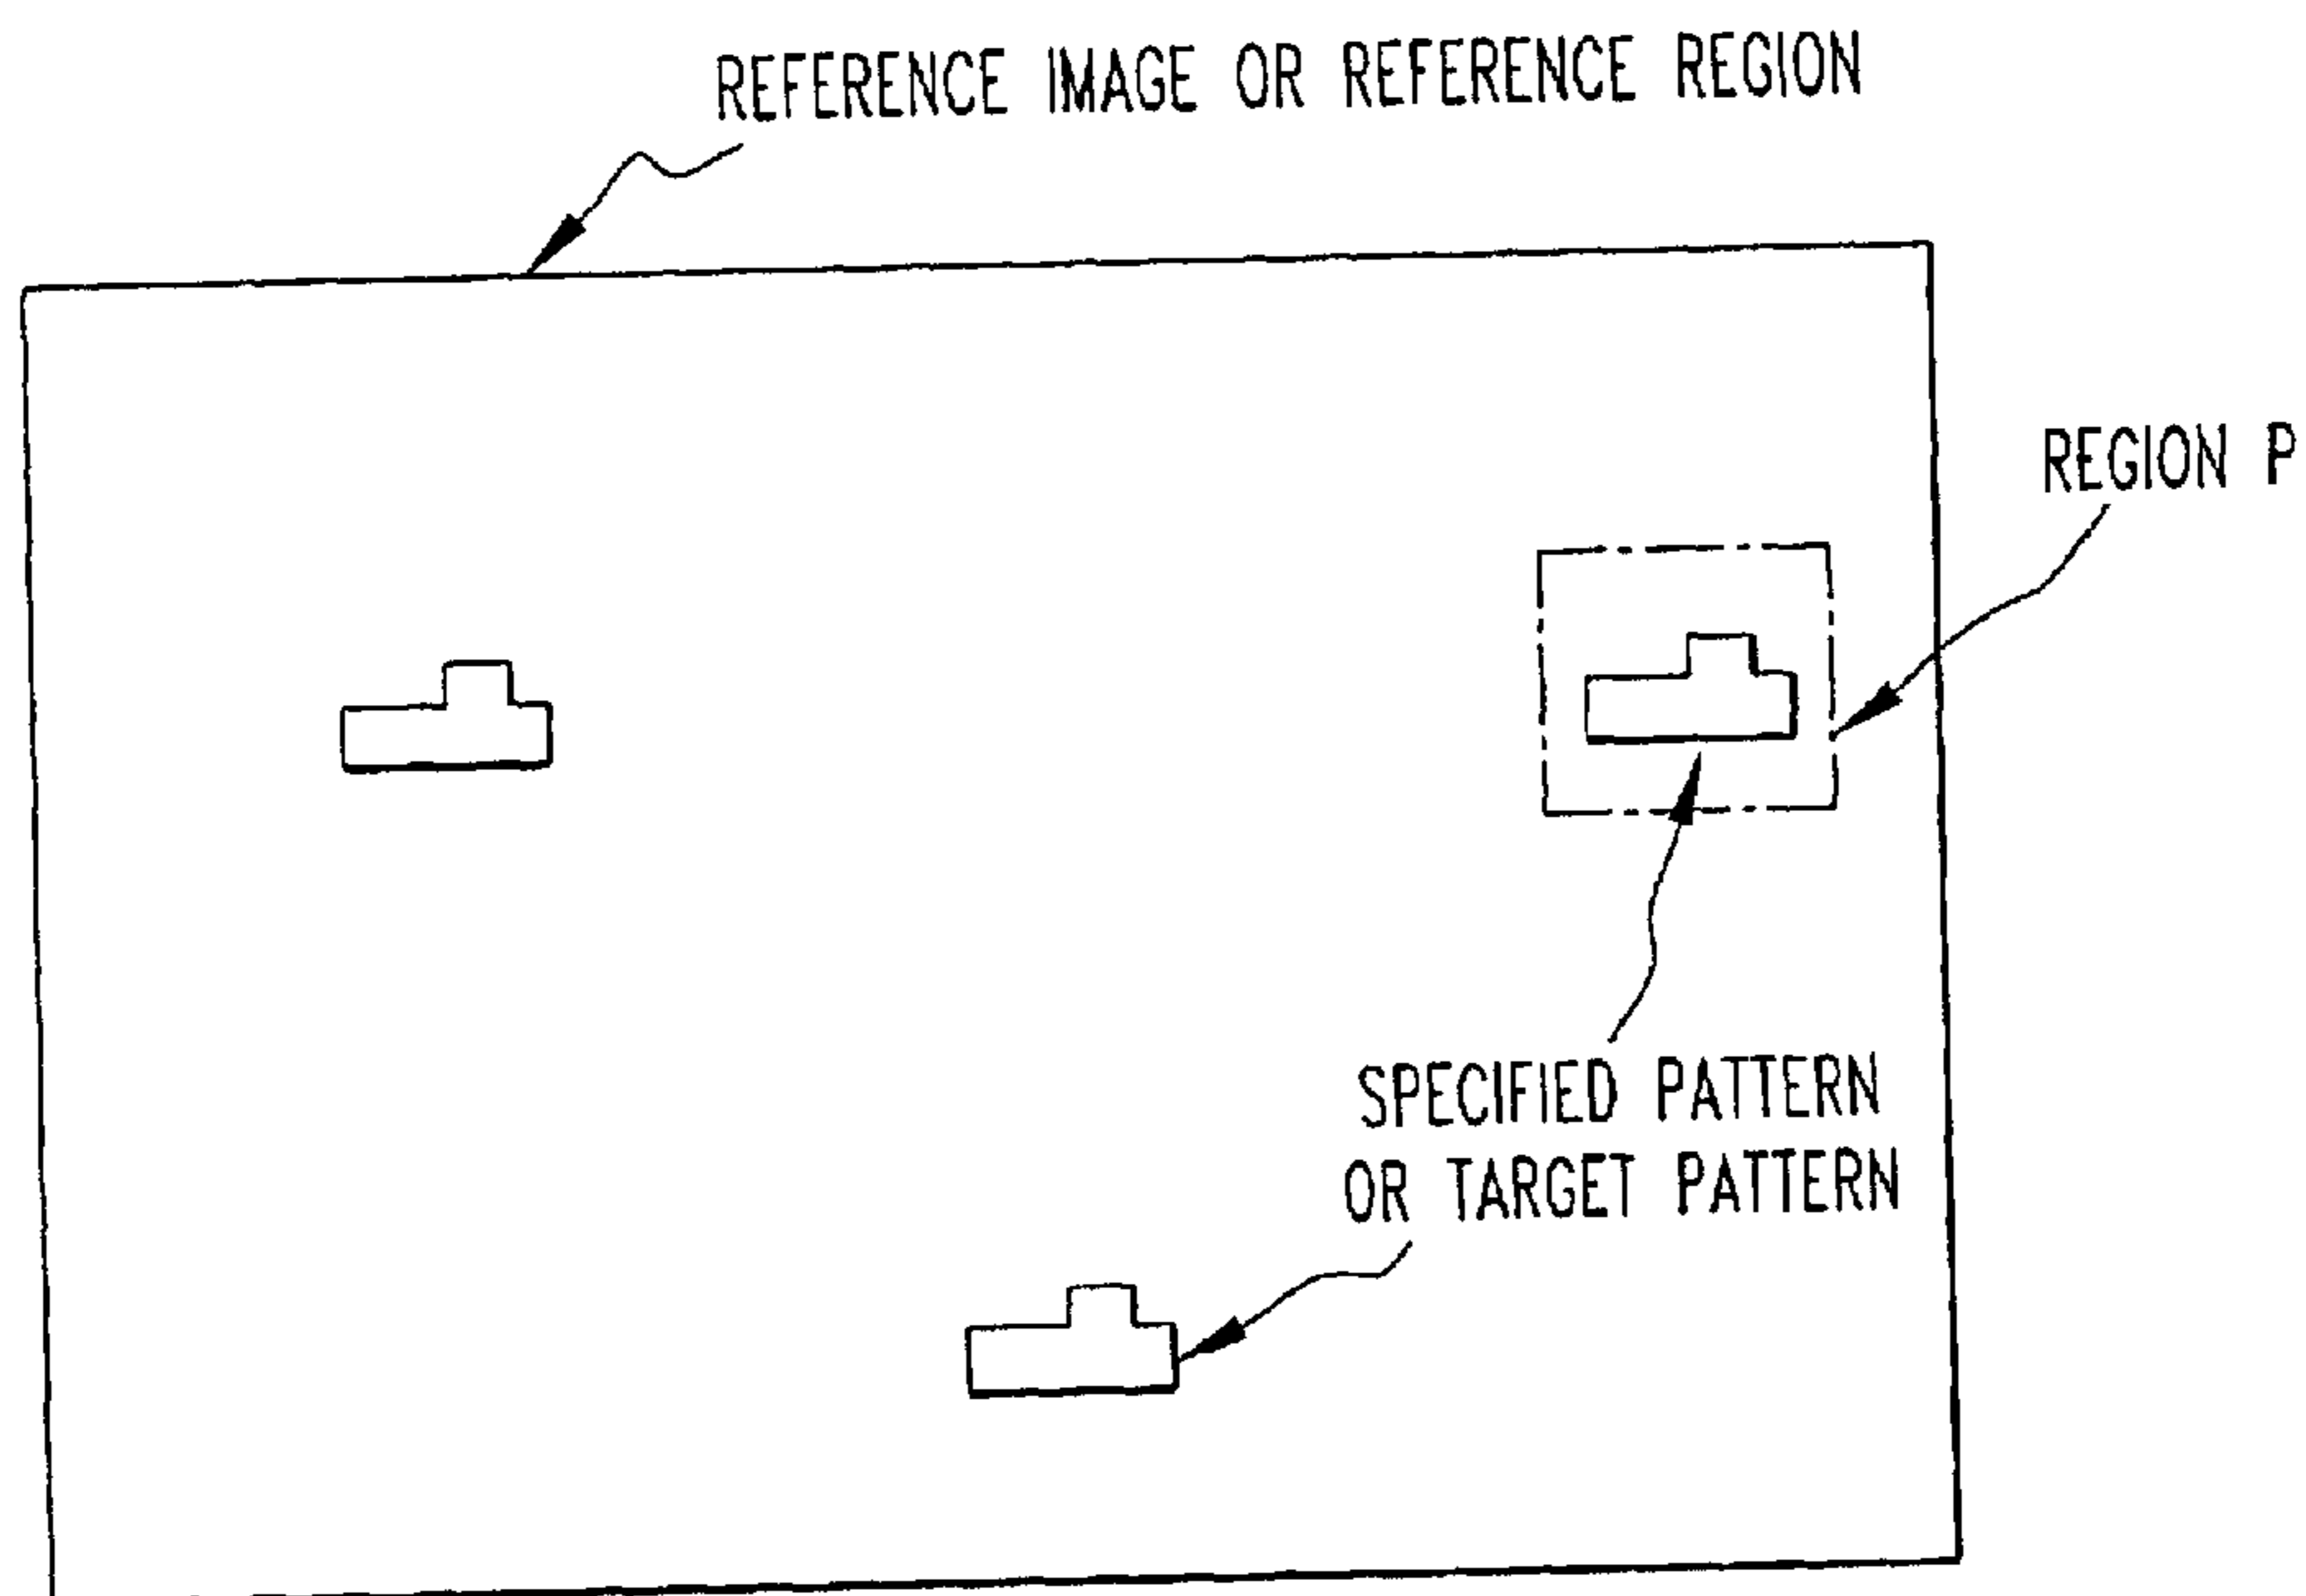 REFERENCE IMAGE OR REFERENCE REGION
REGION P
SPECIFIED PATTERN
OR TARGET PATTERN